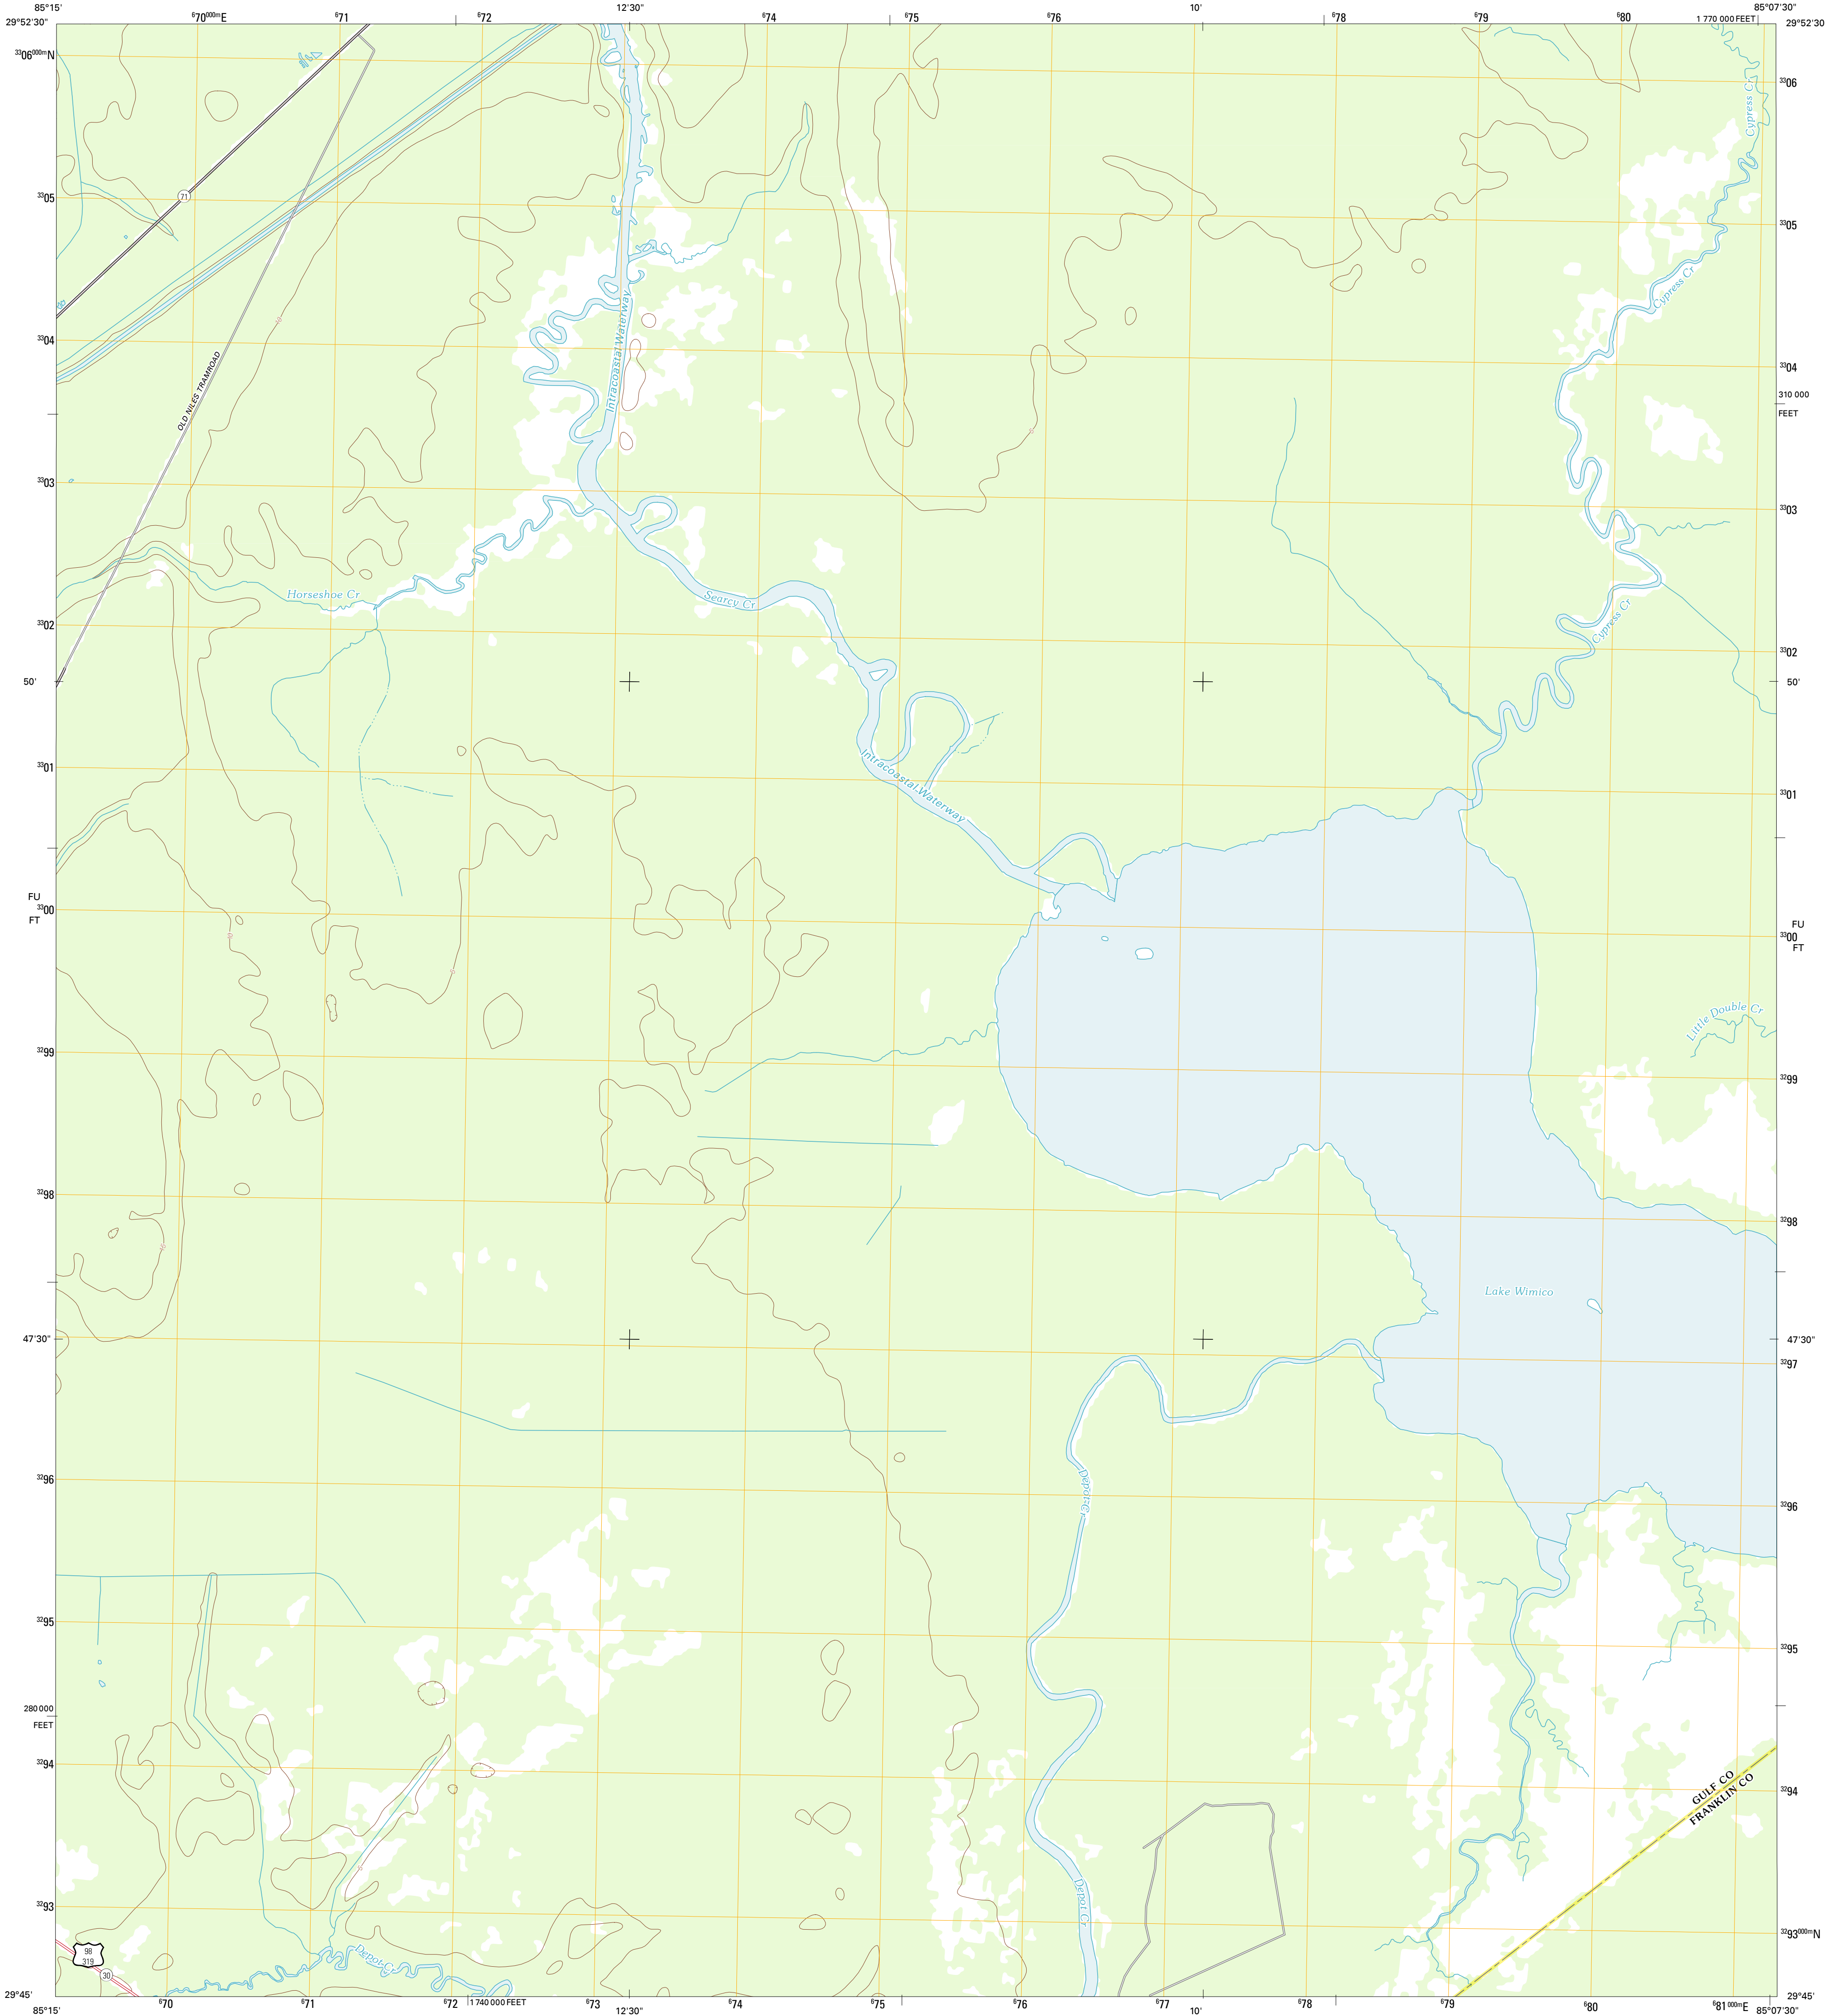 85°15' ⁶70⁰⁰⁰ᵐE ⁶71 ⁶72 12'30" ⁶74 ⁶75 ⁶76 10' ⁶78 ⁶79 ⁶80 1 770 000 FEET 85°07'30"
29°52'30" 29°52'30
³³06⁰⁰⁰ᵐN
³³06
Cypress Cr
71
³³05
³³05
Cypress Cr
Intracoastal Waterway
³³04
OLD NILES TRAMROAD
³³04
310 000
FEET
³³03
³³03
Horseshoe Cr
Searcy Cr
Cypress Cr
³³02
³³02
50'
50'
Intracoastal Waterway
³³01
³³01
FU
FT
³³00
FU
FT
³³00
Little Double Cr
³²99
³²99
³²98
³²98
Lake Wimico
47'30"
47'30"
³²97
Depot Cr
³²96
³²96
³²95
³²95
280 000
FEET
³²94
³²94
GULF CO
FRANKLIN CO
Depot Cr
³²93
³²93⁰⁰⁰ᵐN
98
319
30
Depot Cr
29°45'
29°45'
85°15' ⁶70 ⁶71 ⁶72 1 740 000 FEET ⁶73 12'30 ⁶74 ⁶75 ⁶76 ⁶77 10' ⁶78 ⁶79 ⁶80 ⁶81⁰⁰⁰ᵐE 85°07'30"